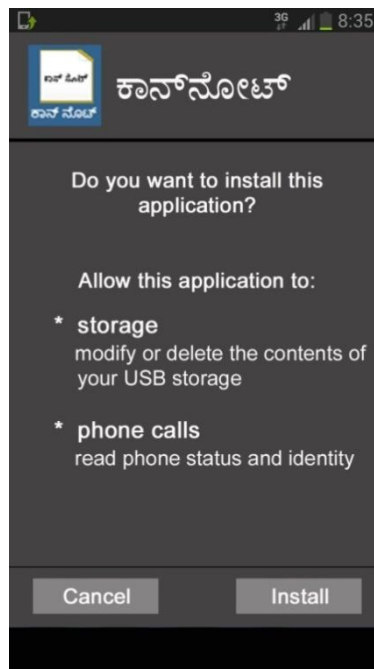 3G 8:35
ಕಾನ್ ನೋಟ್
ಕಾನ್ ನೋಟ್
ಕಾನ್‌ನೋಟ್
Do you want to install this
application?
Allow this application to:
* storage
modify or delete the contents of
your USB storage
* phone calls
read phone status and identity
Cancel Install